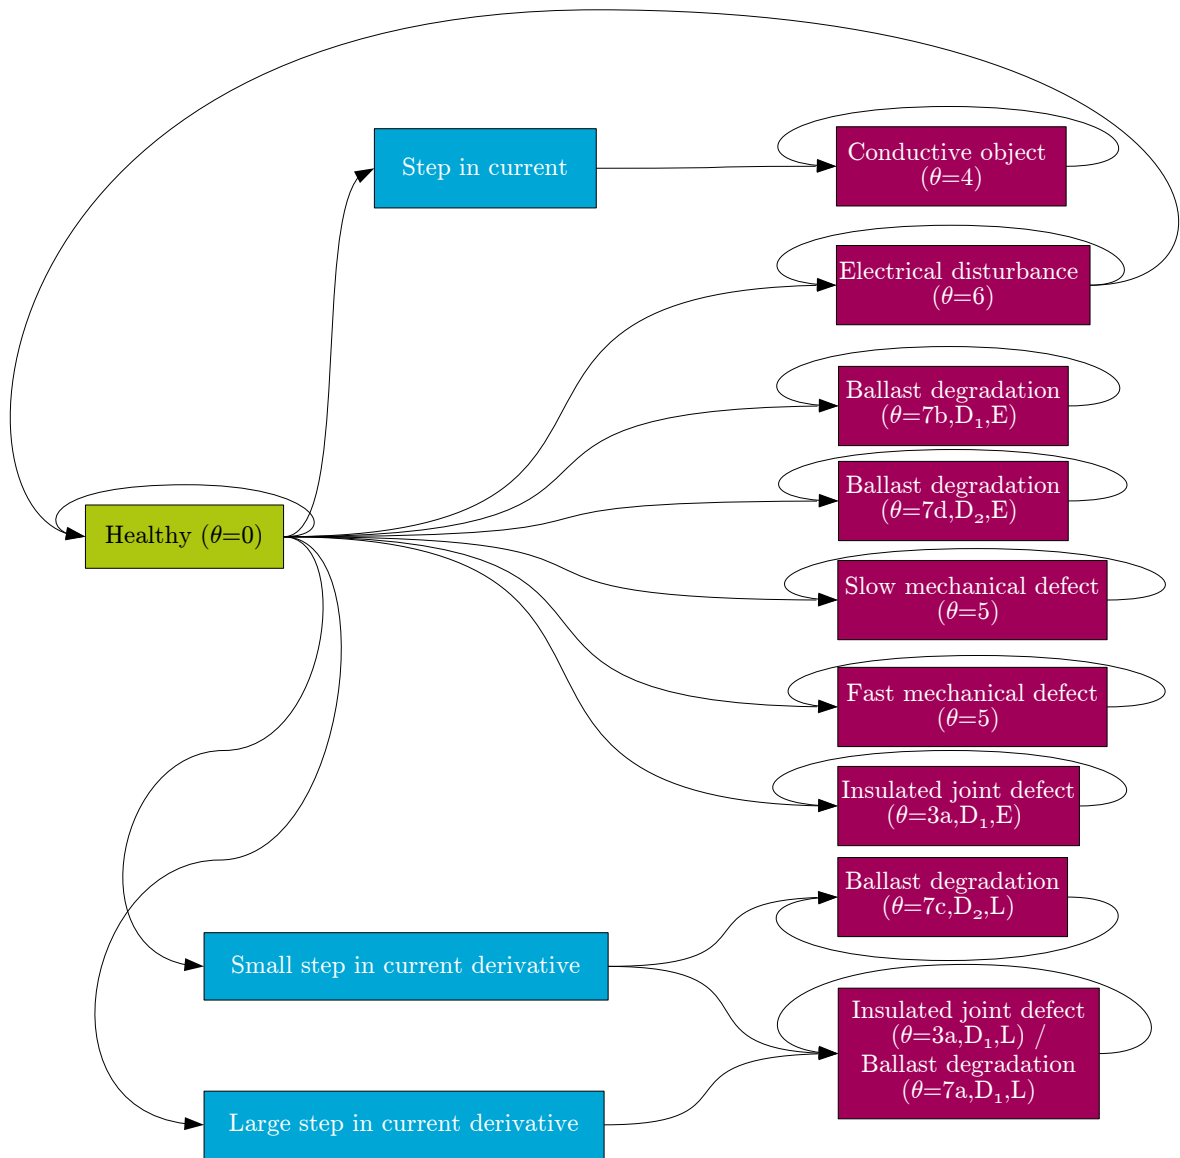 Step in current
Conductive object
(θ=4)
Electrical disturbance
(θ=6)
Ballast degradation
(θ=7b,D₁,E)
Ballast degradation
(θ=7d,D₂,E)
Healthy (θ=0)
Slow mechanical defect
(θ=5)
Fast mechanical defect
(θ=5)
Insulated joint defect
(θ=3a,D₁,E)
Ballast degradation
(θ=7c,D₂,L)
Small step in current derivative
Insulated joint defect
(θ=3a,D₁,L) /
Ballast degradation
(θ=7a,D₁,L)
Large step in current derivative